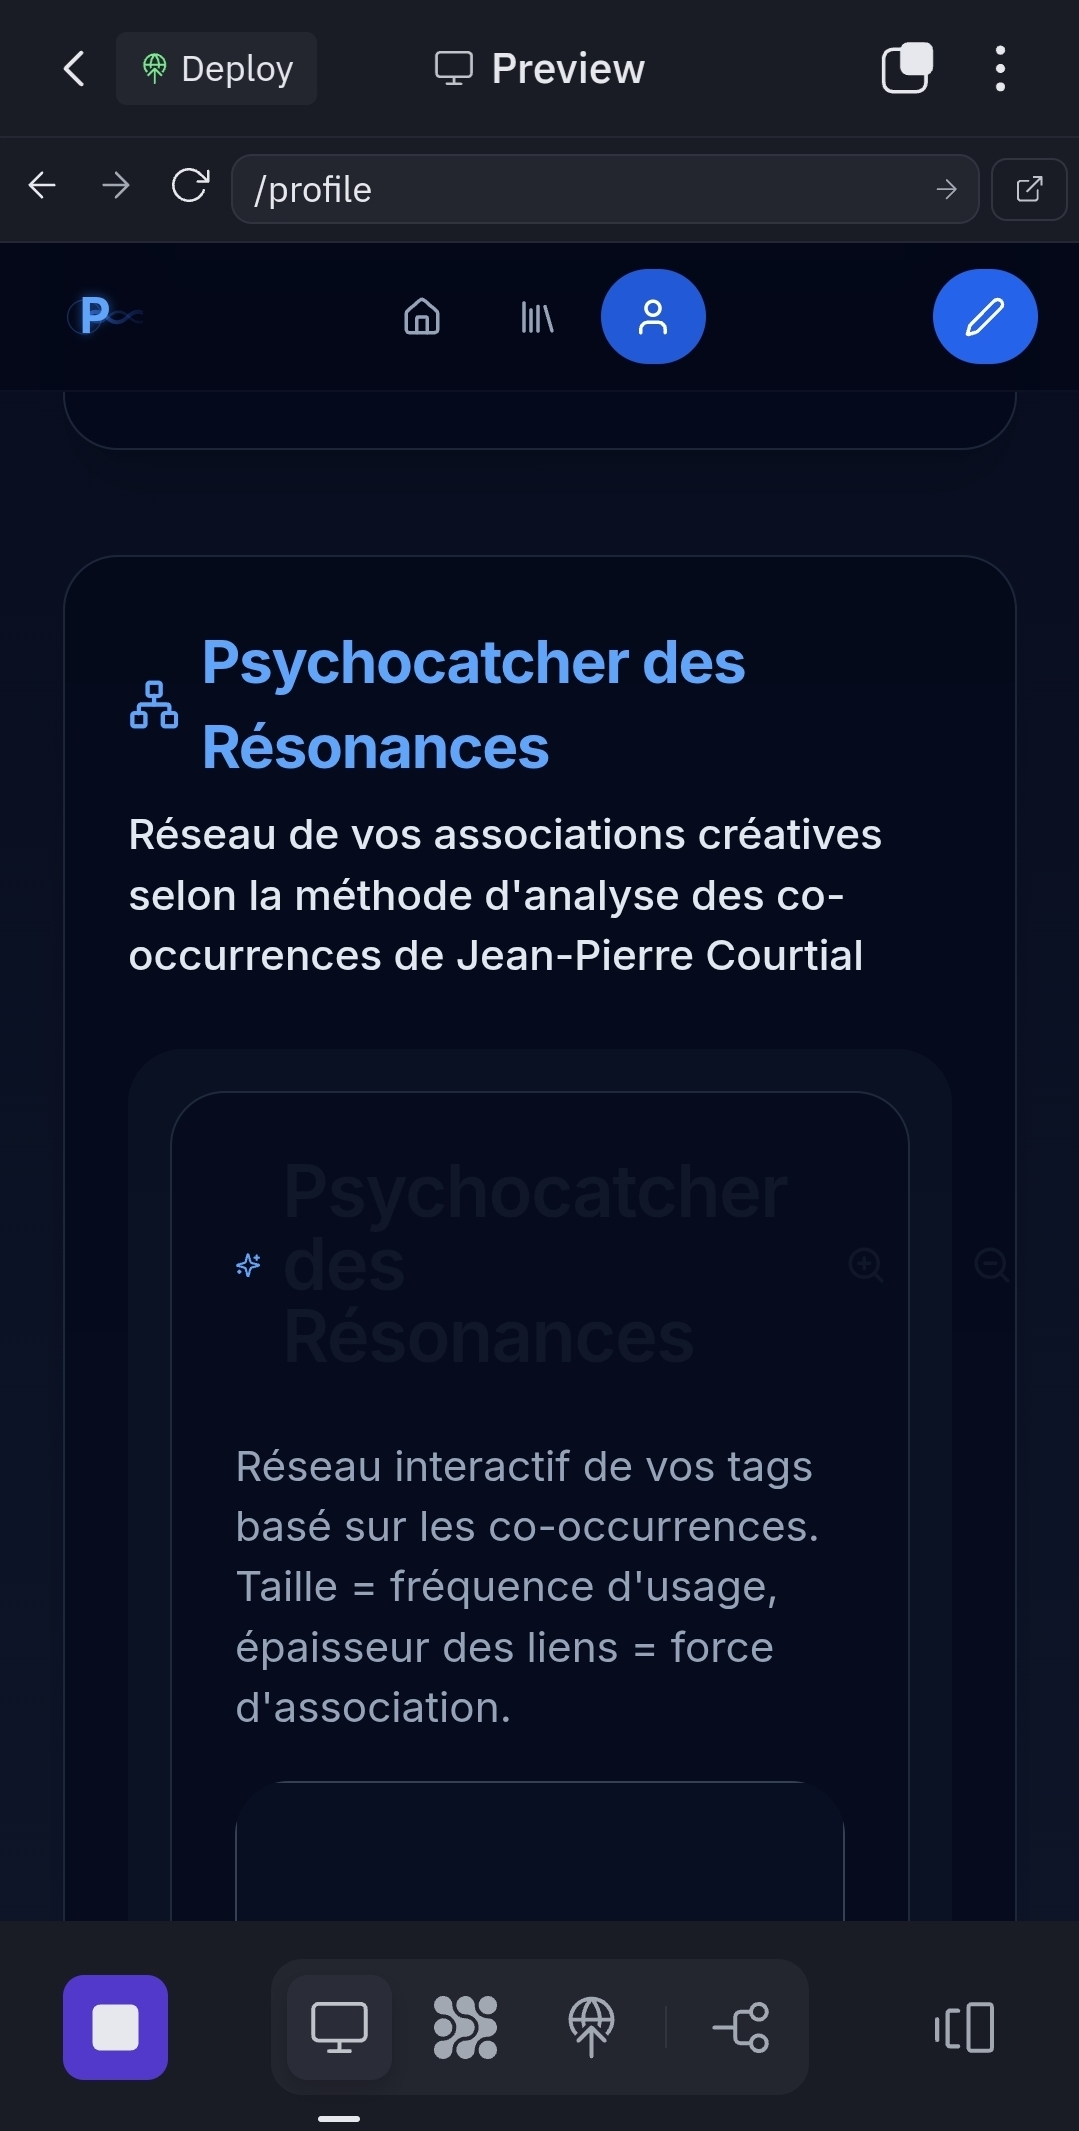 Deploy
Preview
/profile
P
Psychocatcher des
Résonances
Réseau de vos associations créatives
selon la méthode d'analyse des co-
occurrences de Jean-Pierre Courtial
Psychocatcher
des
Résonances
Réseau interactif de vos tags
basé sur les co-occurrences.
Taille = fréquence d'usage,
épaisseur des liens = force
d'association.